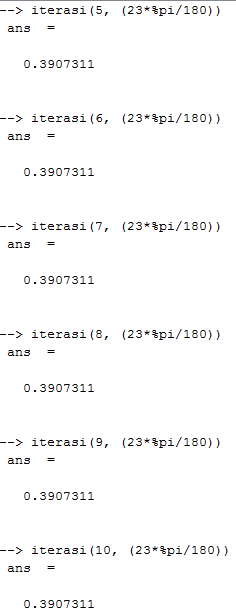 --> iterasi(5, (23*%pi/180))
ans  =
0.3907311
--> iterasi(6, (23*%pi/180))
ans  =
0.3907311
--> iterasi(7, (23*%pi/180))
ans  =
0.3907311
--> iterasi(8, (23*%pi/180))
ans  =
0.3907311
--> iterasi(9, (23*%pi/180))
ans  =
0.3907311
--> iterasi(10, (23*%pi/180))
ans  =
0.3907311